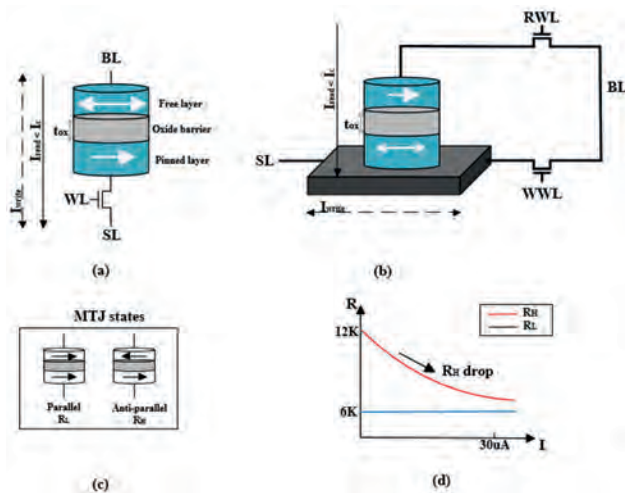 BL
Free layer
tox
Oxide barrier
Pinned layer
Iread < Ic
Iwrite
WL
SL
(a)
RWL
BL
Iread < Ic
tox
SL
WWL
Iwrite
(b)
MTJ states
Parallel
RL
Anti-parallel
RH
(c)
R
RH
RL
12K
RH drop
6K
30uA
I
(d)